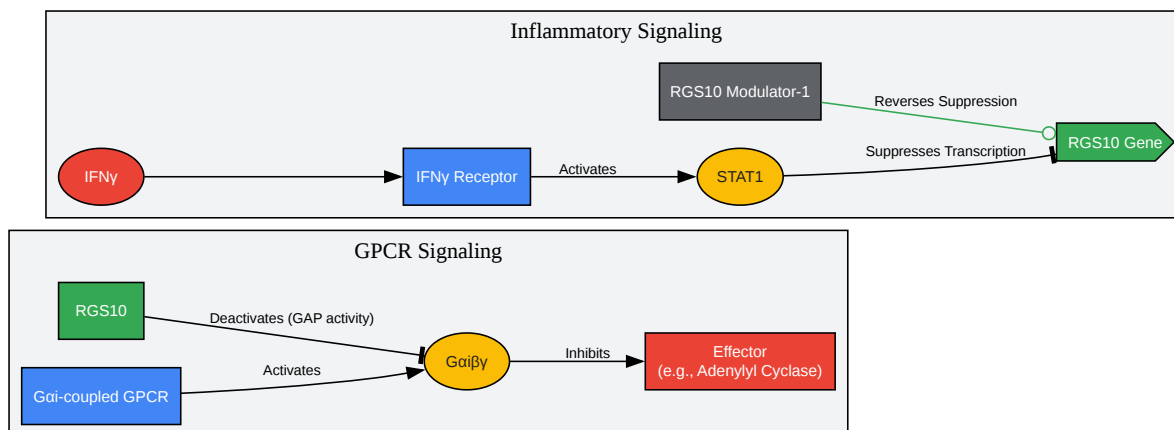 Inflammatory Signaling
RGS10 Modulator-1
Reverses Suppression
RGS10 Gene
Suppresses Transcription
IFNγ
IFNγ Receptor
Activates
STAT1
GPCR Signaling
RGS10
Deactivates (GAP activity)
Gαiβγ
Inhibits
Effector
(e.g., Adenylyl Cyclase)
Activates
Gαi-coupled GPCR